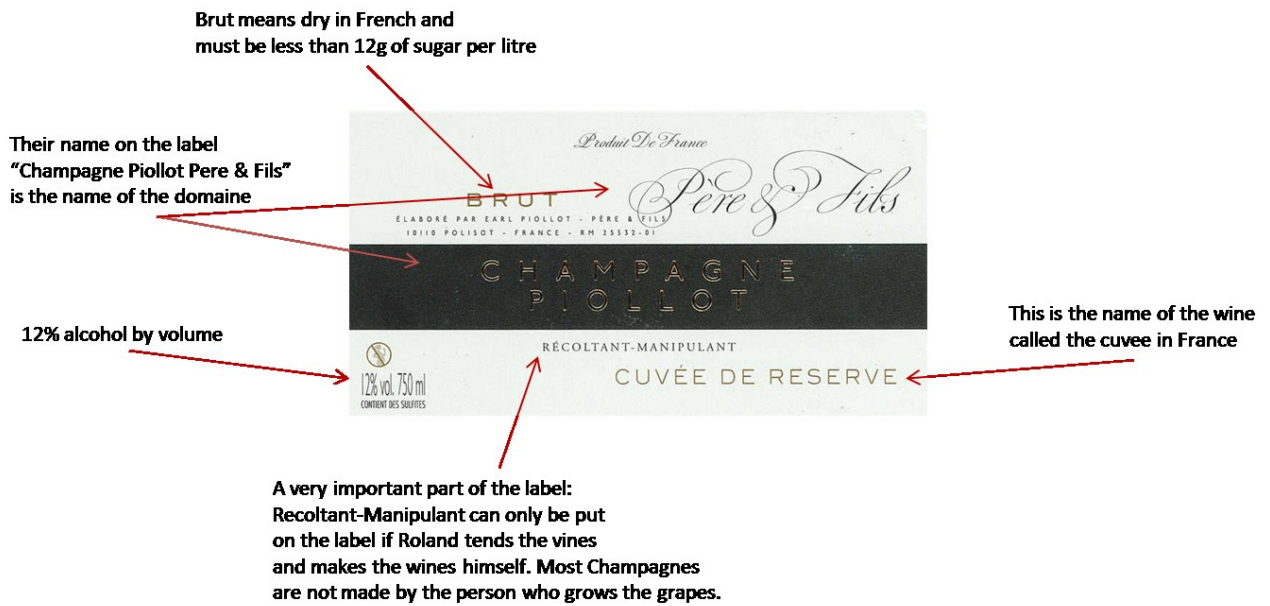 Brut means dry in French and
must be less than 12g of sugar per litre
Their name on the label
“Champagne Piollot Pere & Fils”
is the name of the domaine
Produit De France
Père & Fils
BRUT
ÉLABORÉ PAR EARL PIOLLOT - PÈRE & FILS
10110 POLISOT - FRANCE - RM 25532-01
CHAMPAGNE
PIOLLOT
12% alcohol by volume
This is the name of the wine
called the cuvee in France
RÉCOLTANT-MANIPULANT
CUVÉE DE RESERVE
12% vol. 750 ml
CONTIENT DES SULFITES
A very important part of the label:
Recoltant-Manipulant can only be put
on the label if Roland tends the vines
and makes the wines himself. Most Champagnes
are not made by the person who grows the grapes.